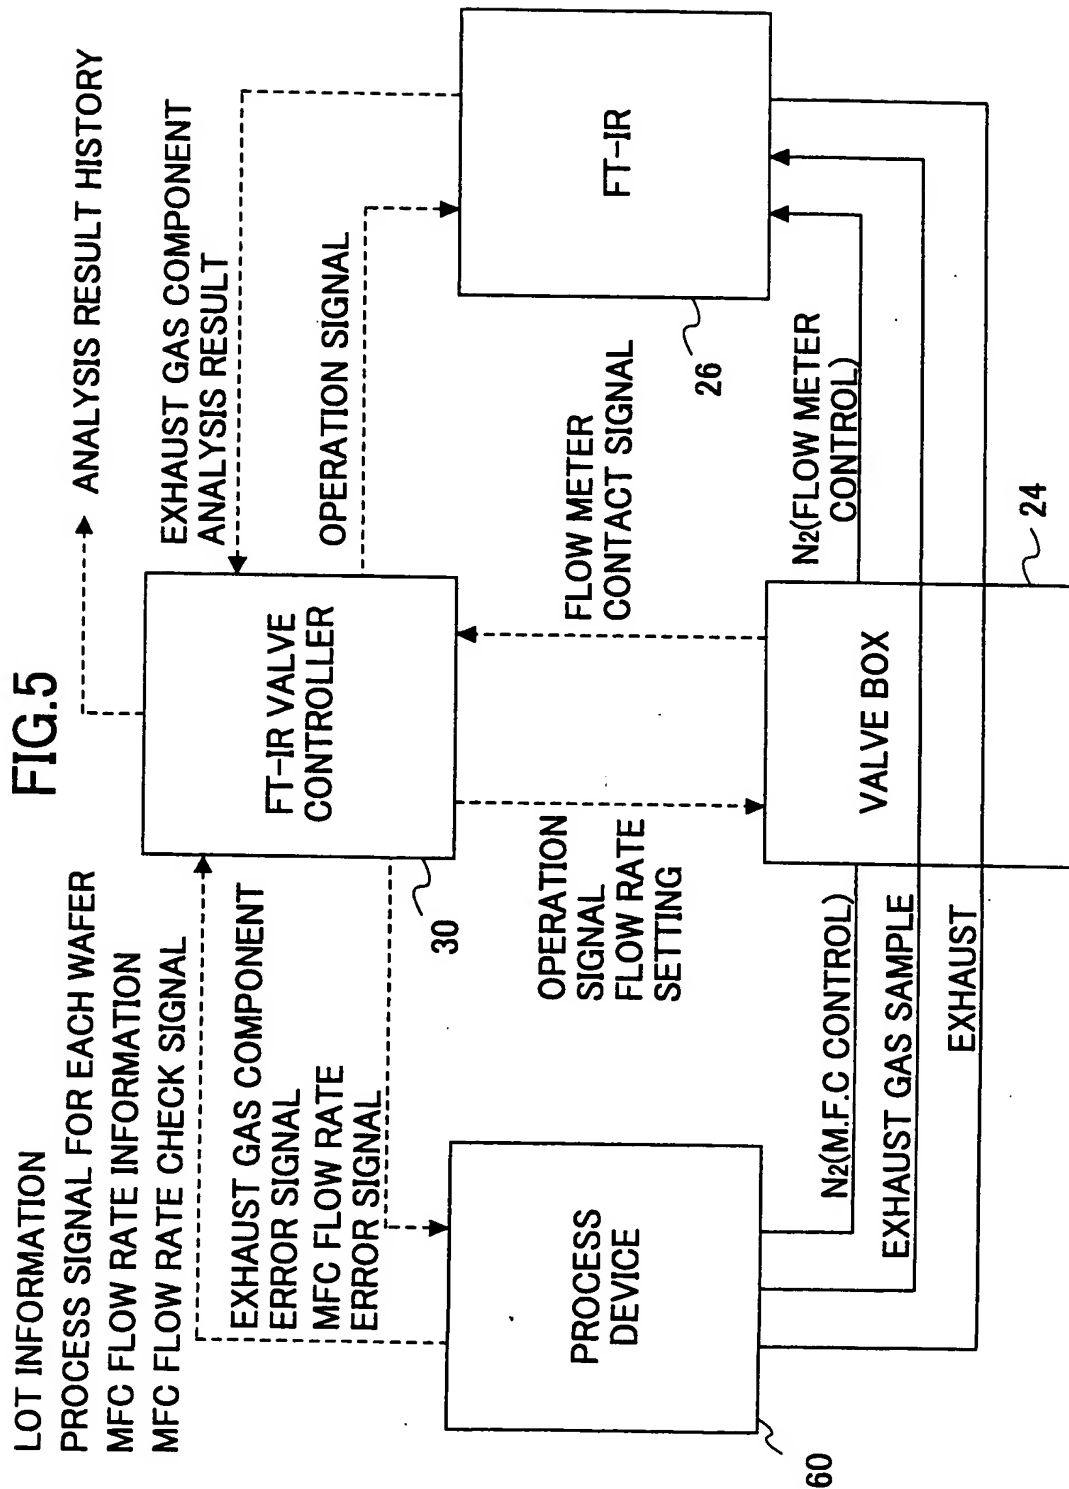 FIG.5
LOT INFORMATION
PROCESS SIGNAL FOR EACH WAFER
MFC FLOW RATE INFORMATION
MFC FLOW RATE CHECK SIGNAL
ANALYSIS RESULT HISTORY
EXHAUST GAS COMPONENT
ANALYSIS RESULT
OPERATION SIGNAL
FT-IR VALVE
CONTROLLER
30
EXHAUST GAS COMPONENT
ERROR SIGNAL
MFC FLOW RATE
ERROR SIGNAL
OPERATION
SIGNAL
FLOW RATE
SETTING
FLOW METER
CONTACT SIGNAL
FT-IR
26
PROCESS
DEVICE
60
VALVE BOX
24
N2(M.F.C CONTROL)
EXHAUST GAS SAMPLE
EXHAUST
N2(FLOW METER
CONTROL)